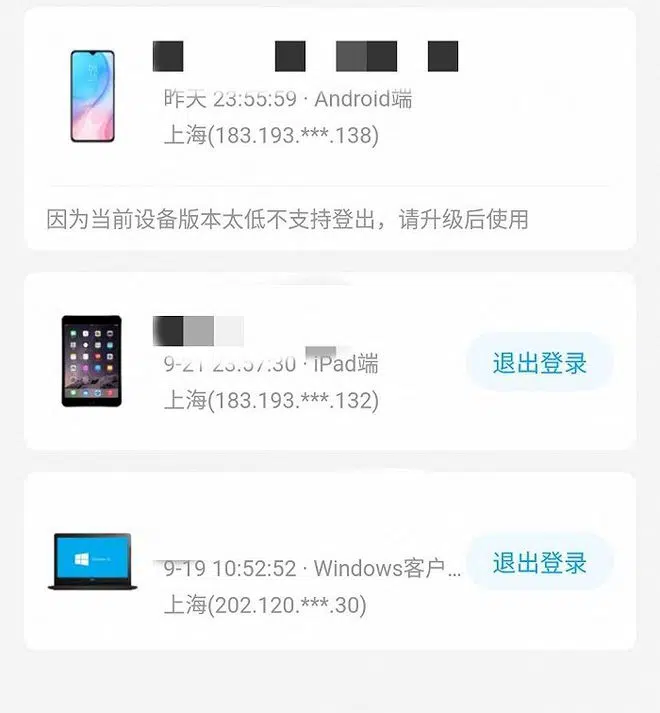 昨天 23:55:59 · Android端
上海(183.193.***.138)
因为当前设备版本太低不支持登出，请升级后使用
9-21 23:57:30 · iPad端
退出登录
上海(183.193.***.132)
9-19 10:52:52 · Windows客户...
退出登录
上海(202.120.***.30)